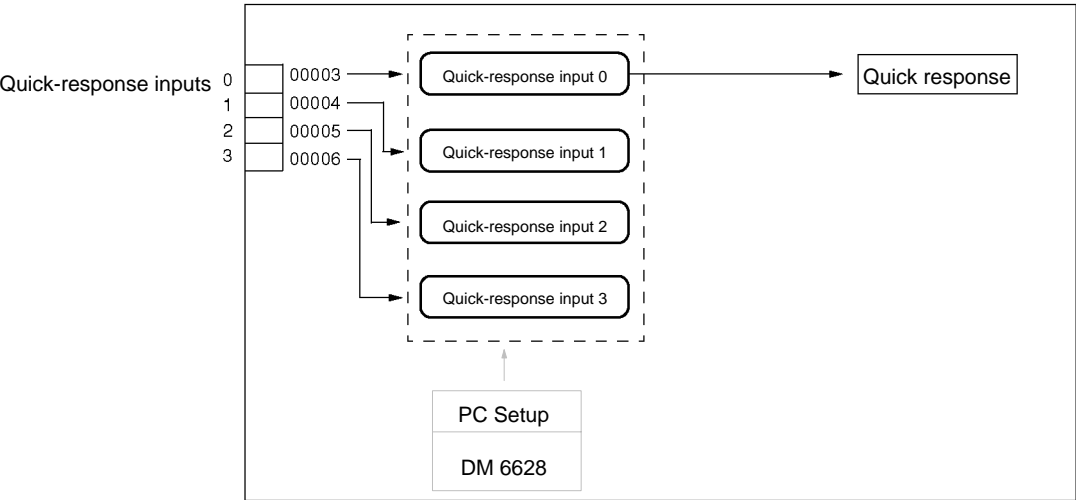 Quick-response inputs
0 00003
1 00004
2 00005
3 00006
Quick-response input 0
Quick-response input 1
Quick-response input 2
Quick-response input 3
Quick response
PC Setup
DM 6628